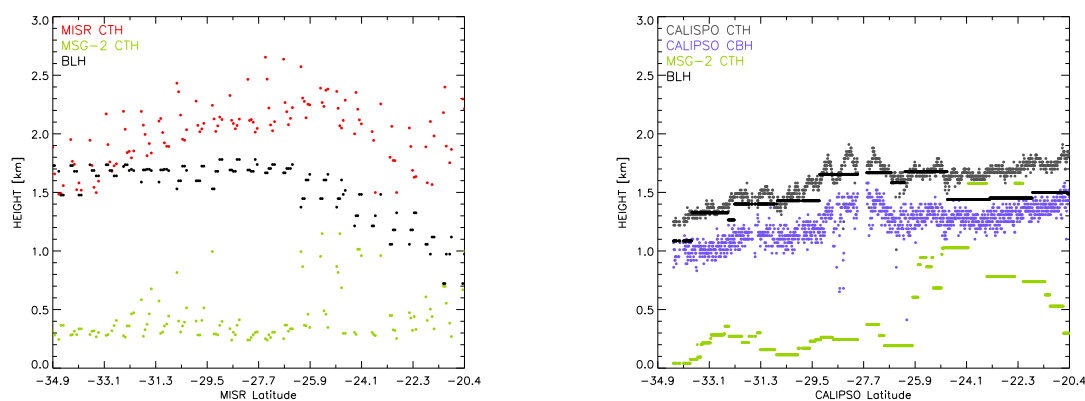 3.0
2.5
2.0
1.5
1.0
0.5
0.0
HEIGHT [km]
MISR CTH
MSG-2 CTH
BLH
-34.9 -33.1 -31.3 -29.5 -27.7 -25.9 -24.1 -22.3 -20.4
MISR Latitude
3.0
2.5
2.0
1.5
1.0
0.5
0.0
HEIGHT [km]
CALISPO CTH
CALIPSO CBH
MSG-2 CTH
BLH
-34.9 -33.1 -31.3 -29.5 -27.7 -25.9 -24.1 -22.3 -20.4
CALIPSO Latitude